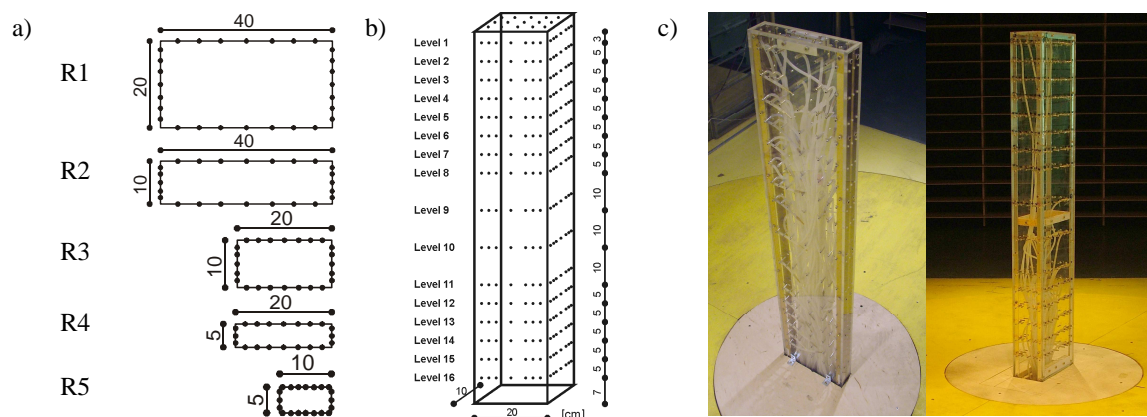 a)
R1
40
20
R2
40
10
R3
20
10
R4
20
5
R5
10
5
b)
Level 1
Level 2
Level 3
Level 4
Level 5
Level 6
Level 7
Level 8
Level 9
Level 10
Level 11
Level 12
Level 13
Level 14
Level 15
Level 16
3
5
5
5
5
5
5
5
10
10
10
5
5
5
5
5
7
10
20
[cm]
c)